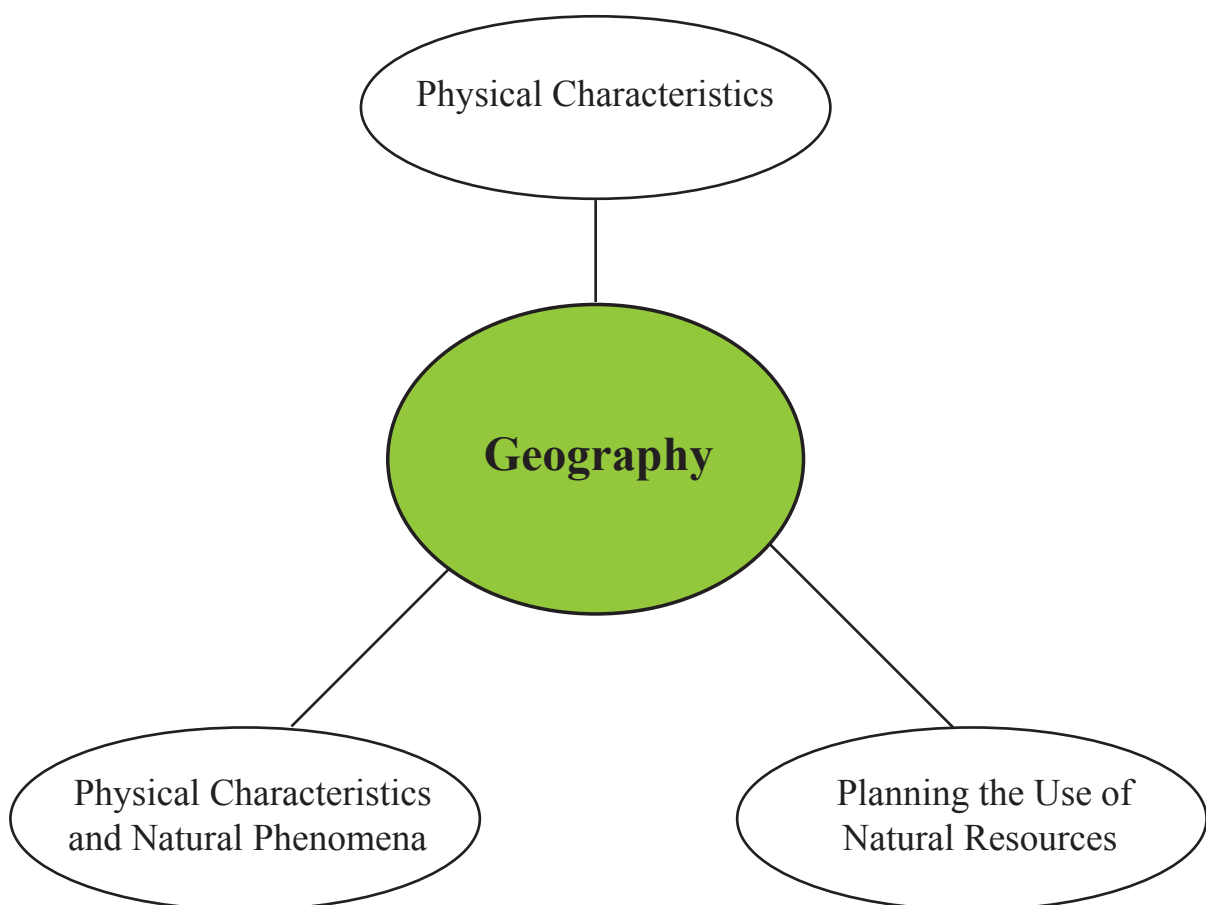 Physical Characteristics
Geography
Physical Characteristics
and Natural Phenomena
Planning the Use of
Natural Resources